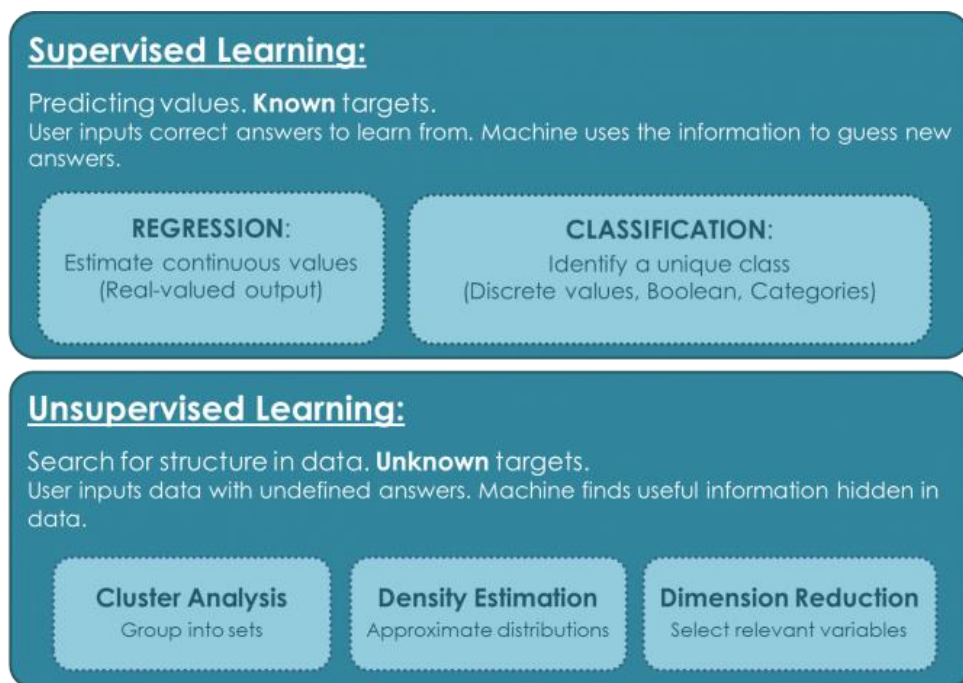 Supervised Learning:
Predicting values. Known targets.
User inputs correct answers to learn from. Machine uses the information to guess new
answers.
REGRESSION:
Estimate continuous values
(Real-valued output)
CLASSIFICATION:
Identify a unique class
(Discrete values, Boolean, Categories)
Unsupervised Learning:
Search for structure in data. Unknown targets.
User inputs data with undefined answers. Machine finds useful information hidden in
data.
Cluster Analysis
Group into sets
Density Estimation
Approximate distributions
Dimension Reduction
Select relevant variables